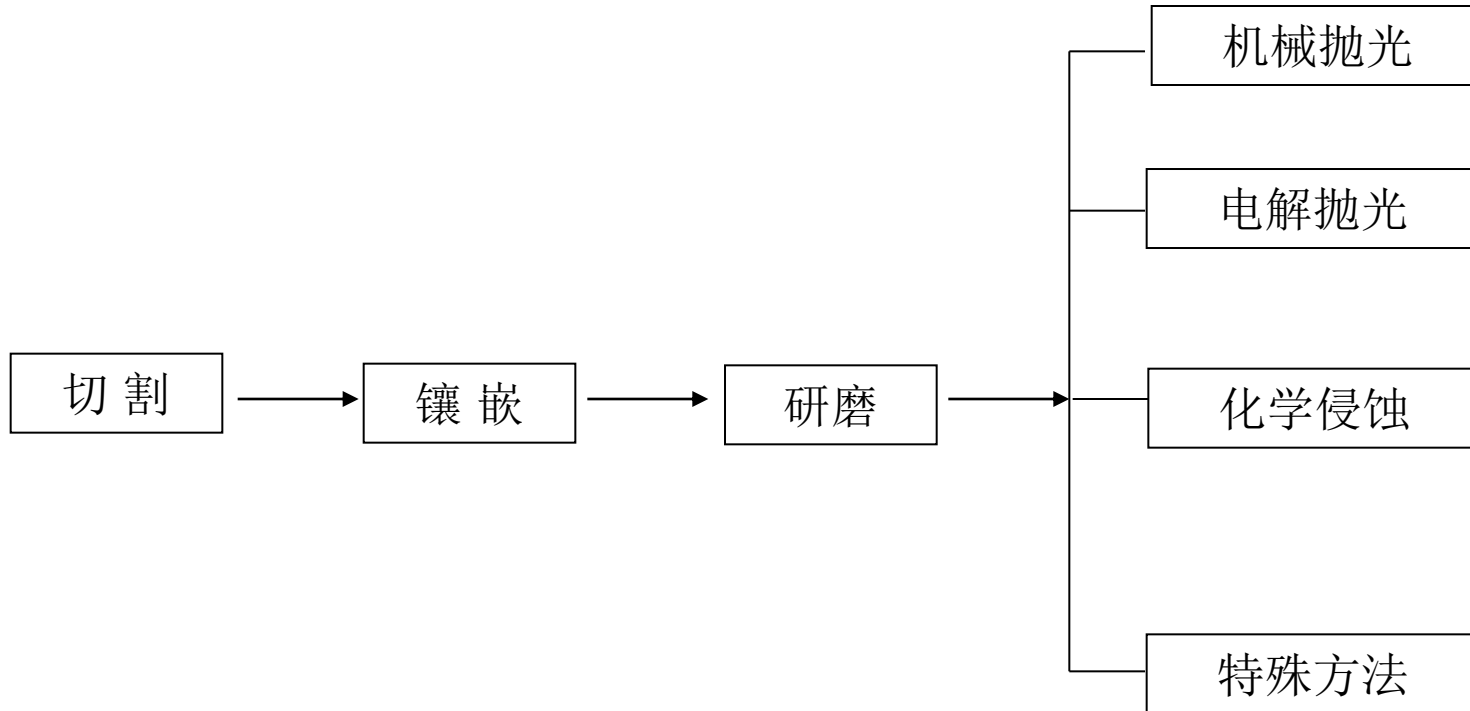 机械抛光
电解抛光
切 割
镶 嵌
研磨
化学侵蚀
特殊方法